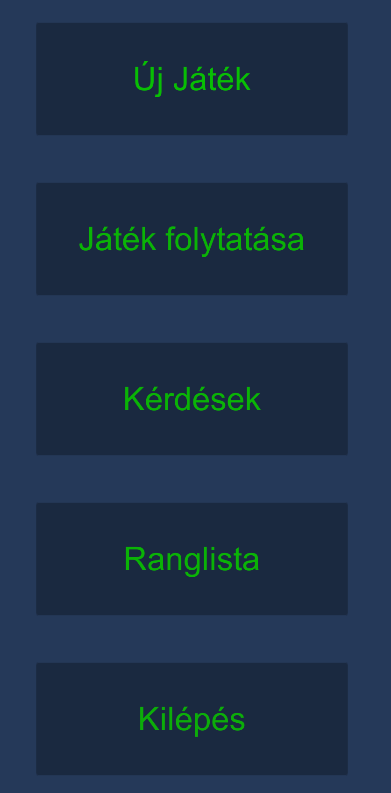 Új Játék
Játék folytatása
Kérdések
Ranglista
Kilépés